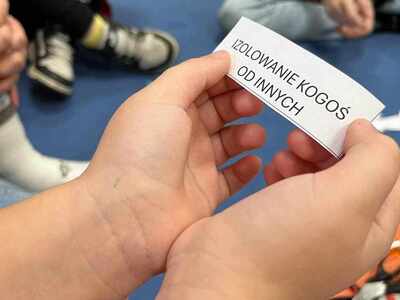 IZOLOWANIE KOGOŚ
OD INNYCH